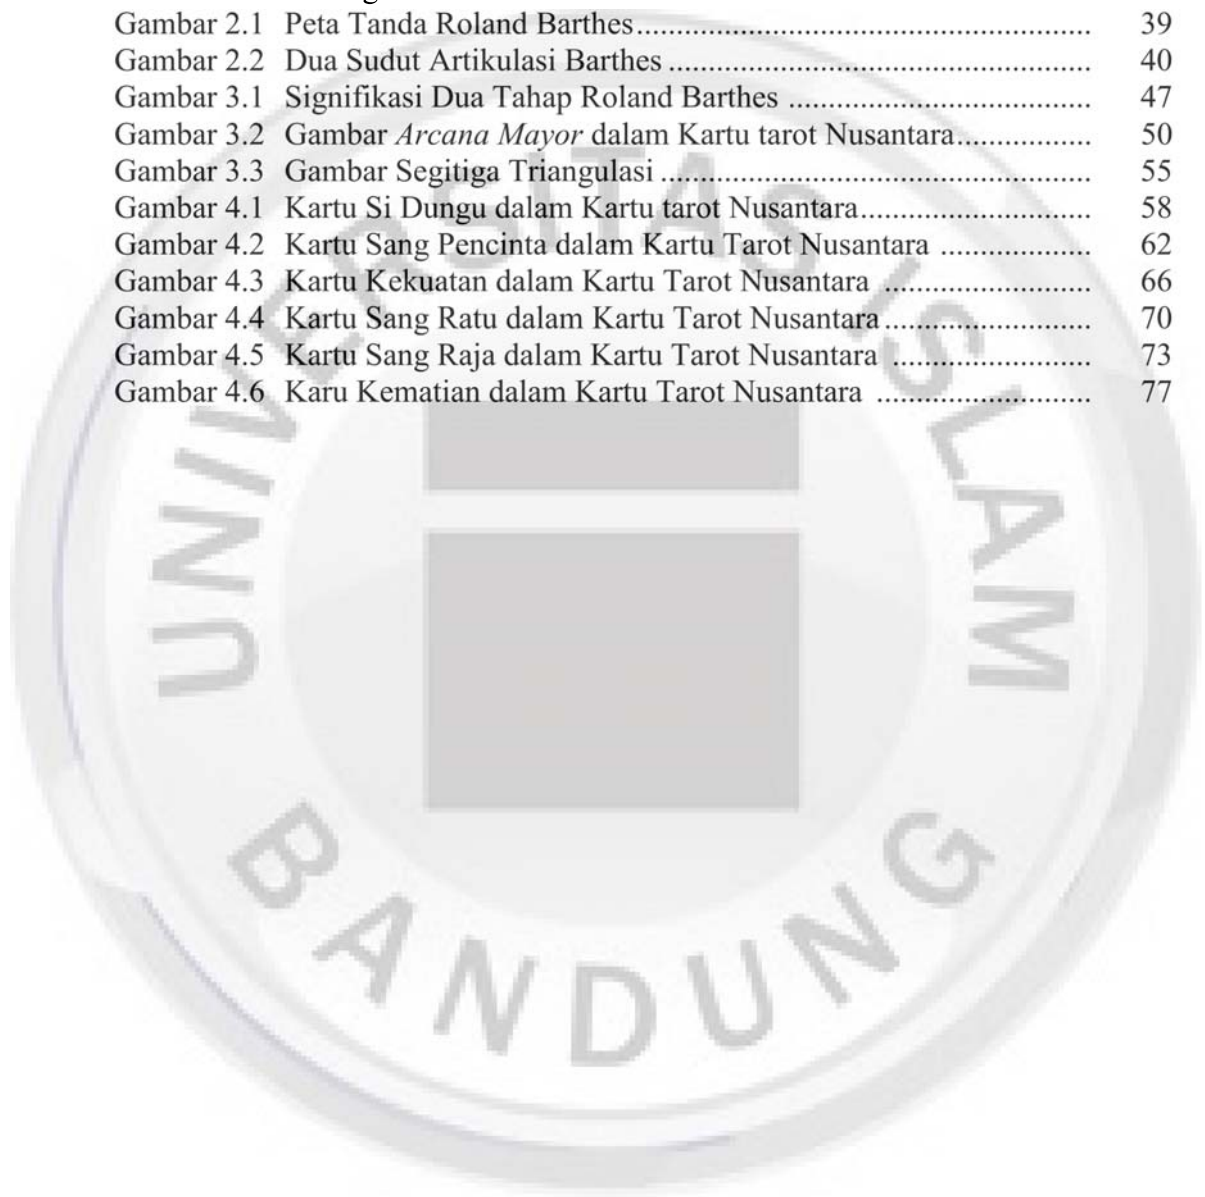 Gambar 2.1 Peta Tanda Roland Barthes............................................................ 39
Gambar 2.2 Dua Sudut Artikulasi Barthes ........................................................ 40
Gambar 3.1 Signifikasi Dua Tahap Roland Barthes ........................................ 47
Gambar 3.2 Gambar Arcana Mayor dalam Kartu tarot Nusantara.................. 50
Gambar 3.3 Gambar Segitiga Triangulasi ......................................................... 55
Gambar 4.1 Kartu Si Dungu dalam Kartu tarot Nusantara............................... 58
Gambar 4.2 Kartu Sang Pencinta dalam Kartu Tarot Nusantara .................... 62
Gambar 4.3 Kartu Kekuatan dalam Kartu Tarot Nusantara ............................ 66
Gambar 4.4 Kartu Sang Ratu dalam Kartu Tarot Nusantara............................ 70
Gambar 4.5 Kartu Sang Raja dalam Kartu Tarot Nusantara ........................... 73
Gambar 4.6 Karu Kematian dalam Kartu Tarot Nusantara ............................. 77
UNIVERSITAS ISLAM
BANDUNG